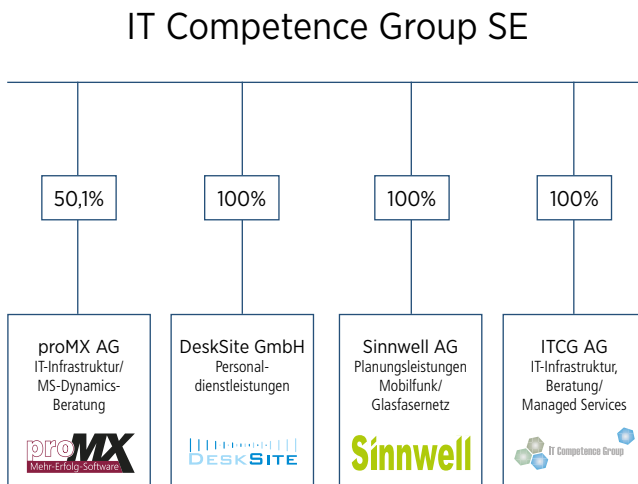 IT Competence Group SE
50,1%
100%
100%
100%
proMX AG
IT-Infrastruktur/
MS-Dynamics-
Beratung
proMX
Mehr-Erfolg-Software
DeskSite GmbH
Personal-
dienstleistungen
DESKSITE
Sinnwell AG
Planungsleistungen
Mobilfunk/
Glasfasernetz
Sinnwell
ITCG AG
IT-Infrastruktur,
Beratung/
Managed Services
IT Competence Group